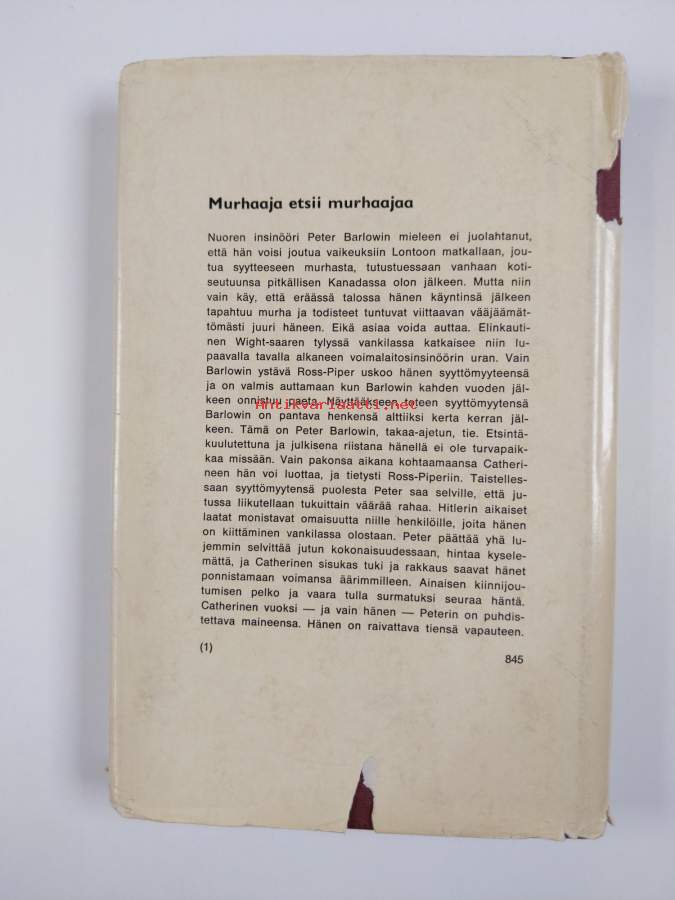 Murhaaja etsii murhaajaa
Nuoren insinööri Peter Barlowin mieleen ei juolahtanut,
että hän voisi joutua vaikeuksiin Lontoon matkallaan, jou-
tua syytteeseen murhasta, tutustuessaan vanhaan koti-
seutuunsa pitkällisen Kanadassa olon jälkeen. Mutta niin
vain käy, että eräässä talossa hänen käyntinsä jälkeen
tapahtuu murha ja todisteet tuntuvat viittaavan vääjäämät-
tömästi juuri häneen. Eikä asiaa voida auttaa. Elinkauti-
nen Wight-saaren tylyssä vankilassa katkaisee niin lu-
paavalla tavalla alkaneen voimalaitosinsinöörin uran. Vain
Barlowin ystävä Ross-Piper uskoo hänen syyttömyyteensä
ja on valmis auttamaan kun Barlowin kahden vuoden jäl-
keen onnistuu paeta. Näyttääkseen toteen syyttömyytensä
Antikvariaatti.net
Barlowin on pantava henkensä alttiiksi kerta kerran jäl-
keen. Tämä on Peter Barlowin, takaa-ajetun, tie. Etsintä-
kuulutettuna ja julkisena riistana hänellä ei ole turvapaik-
kaa missään. Vain pakonsa aikana kohtaamaansa Catheri-
neen hän voi luottaa, ja tietysti Ross-Piperiin. Taistelles-
saan syyttömyytensä puolesta Peter saa selville, että ju-
tussa liikutellaan tukuittain väärää rahaa. Hitlerin aikaiset
laatat monistavat omaisuutta niille henkilöille, joita hänen
on kiittäminen vankilassa olostaan. Peter päättää yhä lu-
jemmin selvittää jutun kokonaisuudessaan, hintaa kysele-
mättä, ja Catherinen sisukas tuki ja rakkaus saavat hänet
ponnistamaan voimansa äärimmilleen. Ainaisen kiinnijou-
tumisen pelko ja vaara tulla surmatuksi seuraa häntä.
Catherinen vuoksi — ja vain hänen — Peterin on puhdis-
tettava maineensa. Hänen on raivattava tiensä vapauteen.
(1)
845